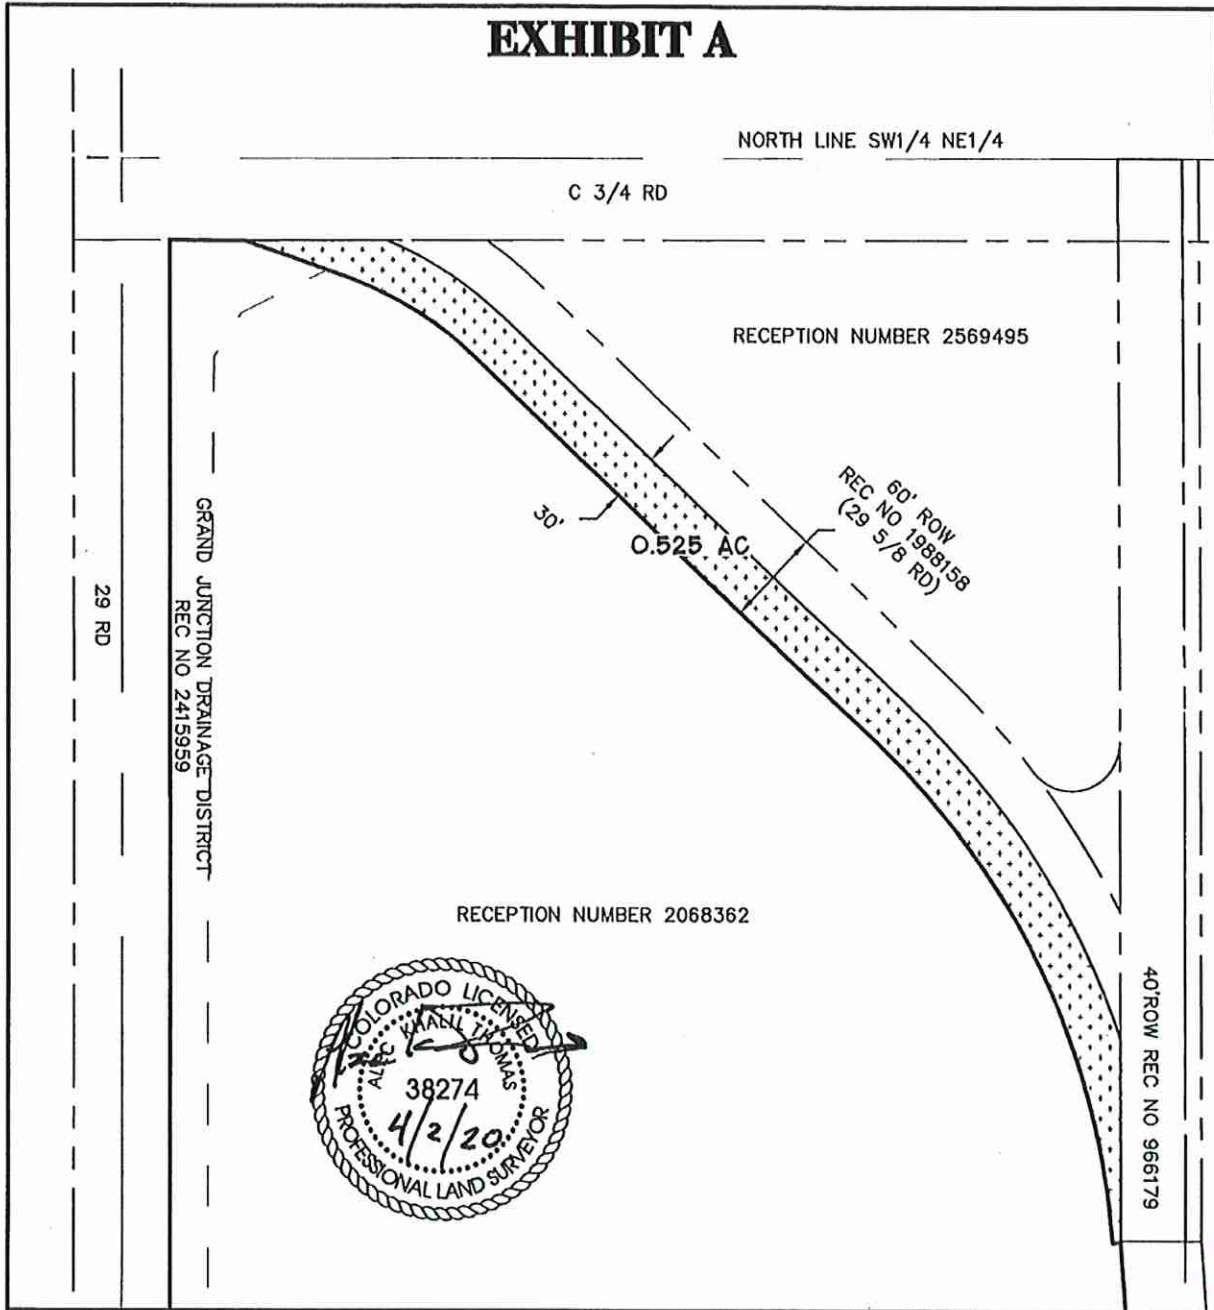 EXHIBIT A
NORTH LINE SW1/4 NE1/4
C 3/4 RD
RECEPTION NUMBER 2569495
60' ROW
REC NO 1988158
(29 5/8 RD)
30'
0.525 AC
GRAND JUNCTION DRAINAGE DISTRICT
REC NO 2415959
29 RD
RECEPTION NUMBER 2068362
40'ROW REC NO 966179
COLORADO LICENSED
ALEC KHALIL THOMAS
38274
4/2/20
PROFESSIONAL LAND SURVEYOR